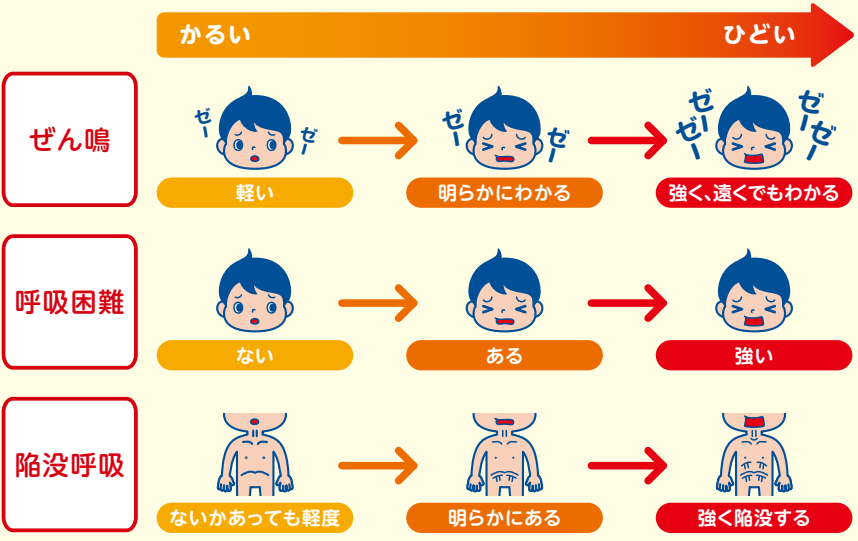 かるい ひどい
ぜん鳴
ゼー ゼー
ゼー ゼー
ゼーゼー ゼーゼー
軽い 明らかにわかる 強く、遠くでもわかる
呼吸困難
ない ある 強い
陥没呼吸
ないかあっても軽度 明らかにある 強く陥没する